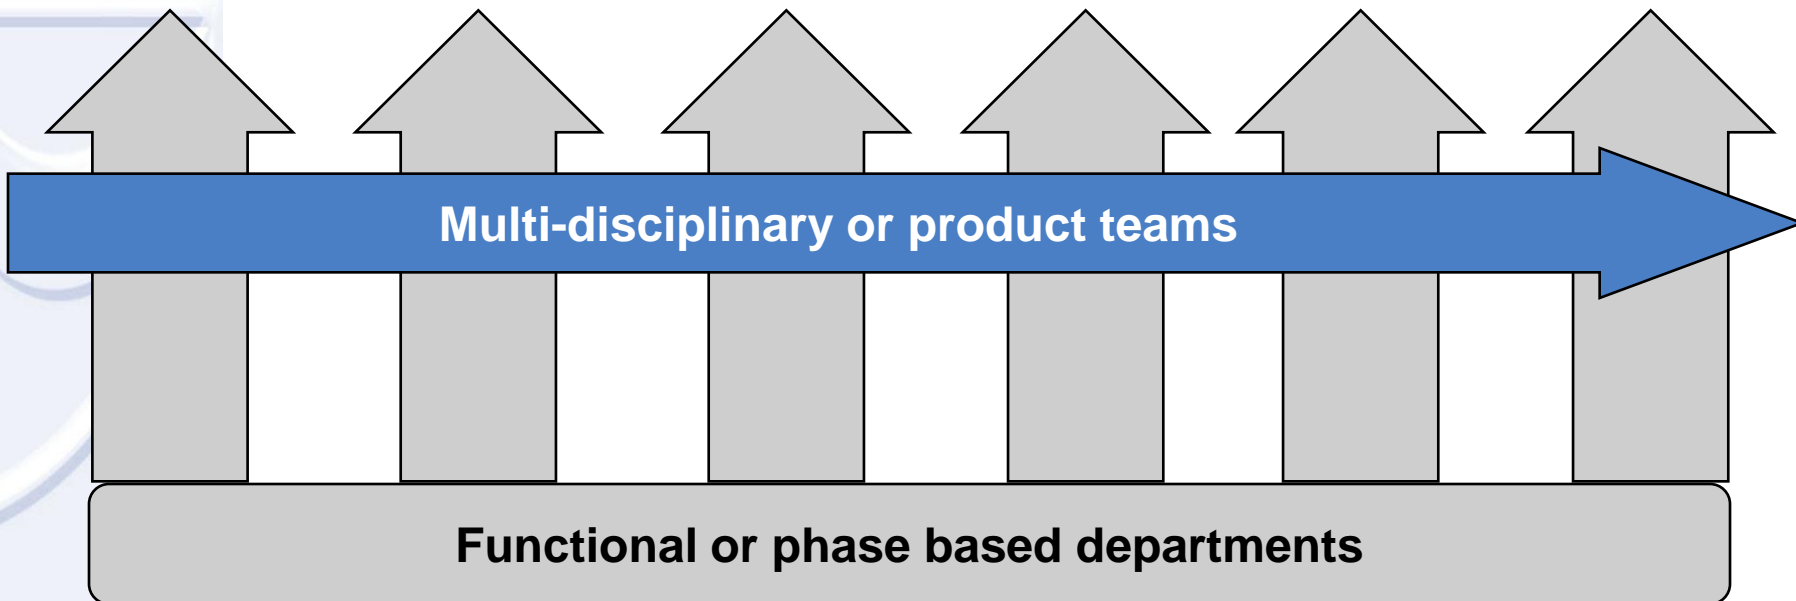 Multi-disciplinary or product teams
Functional or phase based departments